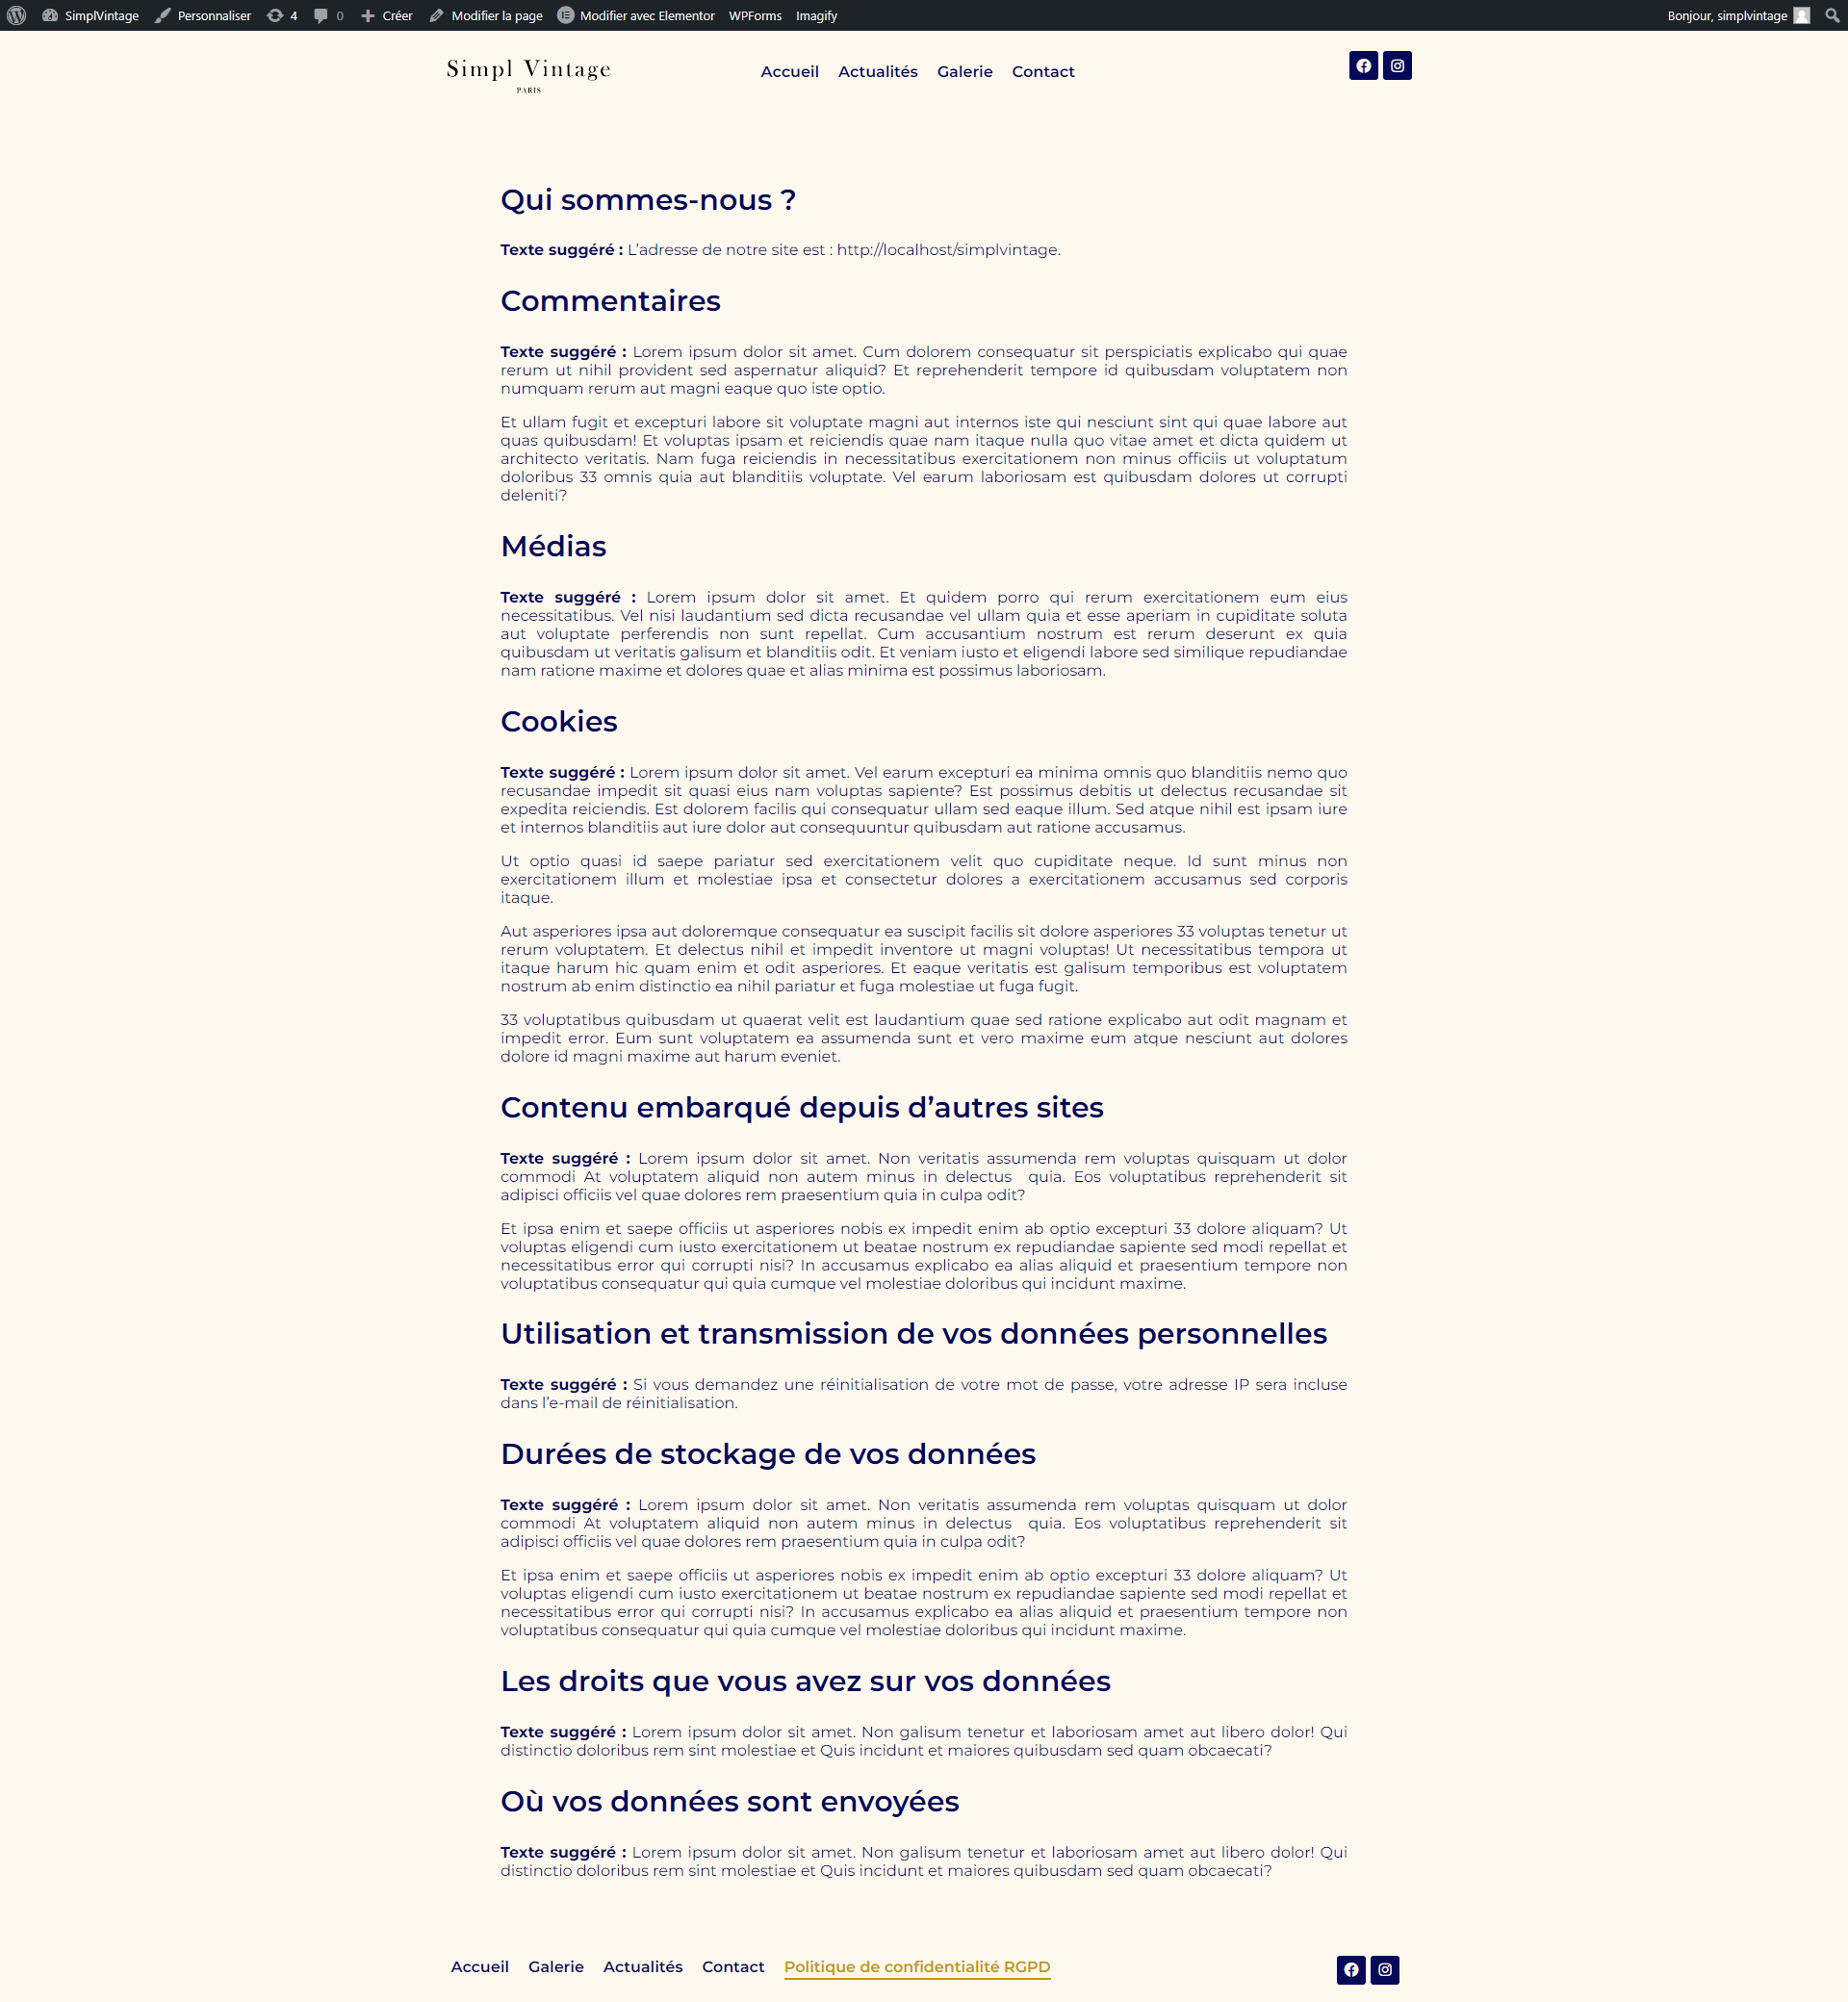 SimplVintage Personnaliser 4 0 Créer Modifier la page Modifier avec Elementor WPForms Imagify Bonjour, simplvintage
Simpl Vintage
PARIS
Accueil Actualités Galerie Contact
Qui sommes-nous ?
Texte suggéré : L’adresse de notre site est : http://localhost/simplvintage.
Commentaires
Texte suggéré : Lorem ipsum dolor sit amet. Cum dolorem consequatur sit perspiciatis explicabo qui quae
rerum ut nihil provident sed aspernatur aliquid? Et reprehenderit tempore id quibusdam voluptatem non
numquam rerum aut magni eaque quo iste optio.
Et ullam fugit et excepturi labore sit voluptate magni aut internos iste qui nesciunt sint qui quae labore aut
quas quibusdam! Et voluptas ipsam et reiciendis quae nam itaque nulla quo vitae amet et dicta quidem ut
architecto veritatis. Nam fuga reiciendis in necessitatibus exercitationem non minus officiis ut voluptatum
doloribus 33 omnis quia aut blanditiis voluptate. Vel earum laboriosam est quibusdam dolores ut corrupti
deleniti?
Médias
Texte suggéré : Lorem ipsum dolor sit amet. Et quidem porro qui rerum exercitationem eum eius
necessitatibus. Vel nisi laudantium sed dicta recusandae vel ullam quia et esse aperiam in cupiditate soluta
aut voluptate perferendis non sunt repellat. Cum accusantium nostrum est rerum deserunt ex quia
quibusdam ut veritatis galisum et blanditiis odit. Et veniam iusto et eligendi labore sed similique repudiandae
nam ratione maxime et dolores quae et alias minima est possimus laboriosam.
Cookies
Texte suggéré : Lorem ipsum dolor sit amet. Vel earum excepturi ea minima omnis quo blanditiis nemo quo
recusandae impedit sit quasi eius nam voluptas sapiente? Est possimus debitis ut delectus recusandae sit
expedita reiciendis. Est dolorem facilis qui consequatur ullam sed eaque illum. Sed atque nihil est ipsam iure
et internos blanditiis aut iure dolor aut consequuntur quibusdam aut ratione accusamus.
Ut optio quasi id saepe pariatur sed exercitationem velit quo cupiditate neque. Id sunt minus non
exercitationem illum et molestiae ipsa et consectetur dolores a exercitationem accusamus sed corporis
itaque.
Aut asperiores ipsa aut doloremque consequatur ea suscipit facilis sit dolore asperiores 33 voluptas tenetur ut
rerum voluptatem. Et delectus nihil et impedit inventore ut magni voluptas! Ut necessitatibus tempora ut
itaque harum hic quam enim et odit asperiores. Et eaque veritatis est galisum temporibus est voluptatem
nostrum ab enim distinctio ea nihil pariatur et fuga molestiae ut fuga fugit.
33 voluptatibus quibusdam ut quaerat velit est laudantium quae sed ratione explicabo aut odit magnam et
impedit error. Eum sunt voluptatem ea assumenda sunt et vero maxime eum atque nesciunt aut dolores
dolore id magni maxime aut harum eveniet.
Contenu embarqué depuis d’autres sites
Texte suggéré : Lorem ipsum dolor sit amet. Non veritatis assumenda rem voluptas quisquam ut dolor
commodi At voluptatem aliquid non autem minus in delectus quia. Eos voluptatibus reprehenderit sit
adipisci officiis vel quae dolores rem praesentium quia in culpa odit?
Et ipsa enim et saepe officiis ut asperiores nobis ex impedit enim ab optio excepturi 33 dolore aliquam? Ut
voluptas eligendi cum iusto exercitationem ut beatae nostrum ex repudiandae sapiente sed modi repellat et
necessitatibus error qui corrupti nisi? In accusamus explicabo ea alias aliquid et praesentium tempore non
voluptatibus consequatur qui quia cumque vel molestiae doloribus qui incidunt maxime.
Utilisation et transmission de vos données personnelles
Texte suggéré : Si vous demandez une réinitialisation de votre mot de passe, votre adresse IP sera incluse
dans l’e-mail de réinitialisation.
Durées de stockage de vos données
Texte suggéré : Lorem ipsum dolor sit amet. Non veritatis assumenda rem voluptas quisquam ut dolor
commodi At voluptatem aliquid non autem minus in delectus quia. Eos voluptatibus reprehenderit sit
adipisci officiis vel quae dolores rem praesentium quia in culpa odit?
Et ipsa enim et saepe officiis ut asperiores nobis ex impedit enim ab optio excepturi 33 dolore aliquam? Ut
voluptas eligendi cum iusto exercitationem ut beatae nostrum ex repudiandae sapiente sed modi repellat et
necessitatibus error qui corrupti nisi? In accusamus explicabo ea alias aliquid et praesentium tempore non
voluptatibus consequatur qui quia cumque vel molestiae doloribus qui incidunt maxime.
Les droits que vous avez sur vos données
Texte suggéré : Lorem ipsum dolor sit amet. Non galisum tenetur et laboriosam amet aut libero dolor! Qui
distinctio doloribus rem sint molestiae et Quis incidunt et maiores quibusdam sed quam obcaecati?
Où vos données sont envoyées
Texte suggéré : Lorem ipsum dolor sit amet. Non galisum tenetur et laboriosam amet aut libero dolor! Qui
distinctio doloribus rem sint molestiae et Quis incidunt et maiores quibusdam sed quam obcaecati?
Accueil Galerie Actualités Contact Politique de confidentialité RGPD